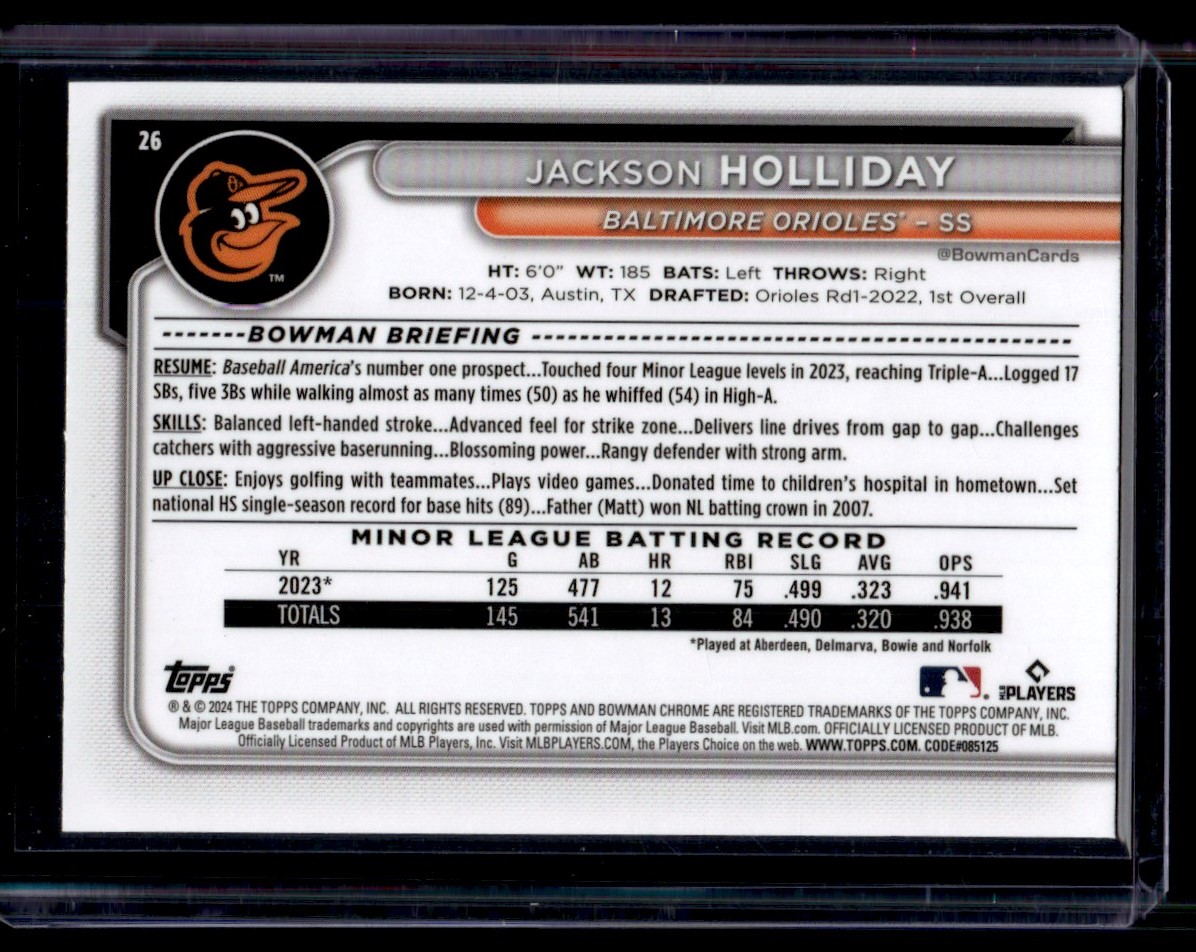 26
JACKSON HOLLIDAY
BALTIMORE ORIOLES® – SS
@BowmanCards
HT: 6'0" WT: 185 BATS: Left THROWS: Right
BORN: 12-4-03, Austin, TX DRAFTED: Orioles Rd1-2022, 1st Overall
TM
BOWMAN BRIEFING
RESUME: Baseball America's number one prospect...Touched four Minor League levels in 2023, reaching Triple-A...Logged 17
SBs, five 3Bs while walking almost as many times (50) as he whiffed (54) in High-A.
SKILLS: Balanced left-handed stroke...Advanced feel for strike zone...Delivers line drives from gap to gap...Challenges
catchers with aggressive baserunning...Blossoming power...Rangy defender with strong arm.
UP CLOSE: Enjoys golfing with teammates...Plays video games...Donated time to children's hospital in hometown...Set
national HS single-season record for base hits (89)...Father (Matt) won NL batting crown in 2007.
MINOR LEAGUE BATTING RECORD
YR G AB HR RBI SLG AVG OPS
2023* 125 477 12 75 .499 .323 .941
TOTALS 145 541 13 84 .490 .320 .938
*Played at Aberdeen, Delmarva, Bowie and Norfolk
Topps® MLB PLAYERS
® & © 2024 THE TOPPS COMPANY, INC. ALL RIGHTS RESERVED. TOPPS AND BOWMAN CHROME ARE REGISTERED TRADEMARKS OF THE TOPPS COMPANY, INC.
Major League Baseball trademarks and copyrights are used with permission of Major League Baseball. Visit MLB.com. OFFICIALLY LICENSED PRODUCT OF MLB.
Officially Licensed Product of MLB Players, Inc. Visit MLBPLAYERS.COM, the Players Choice on the web. WWW.TOPPS.COM. CODE#085125